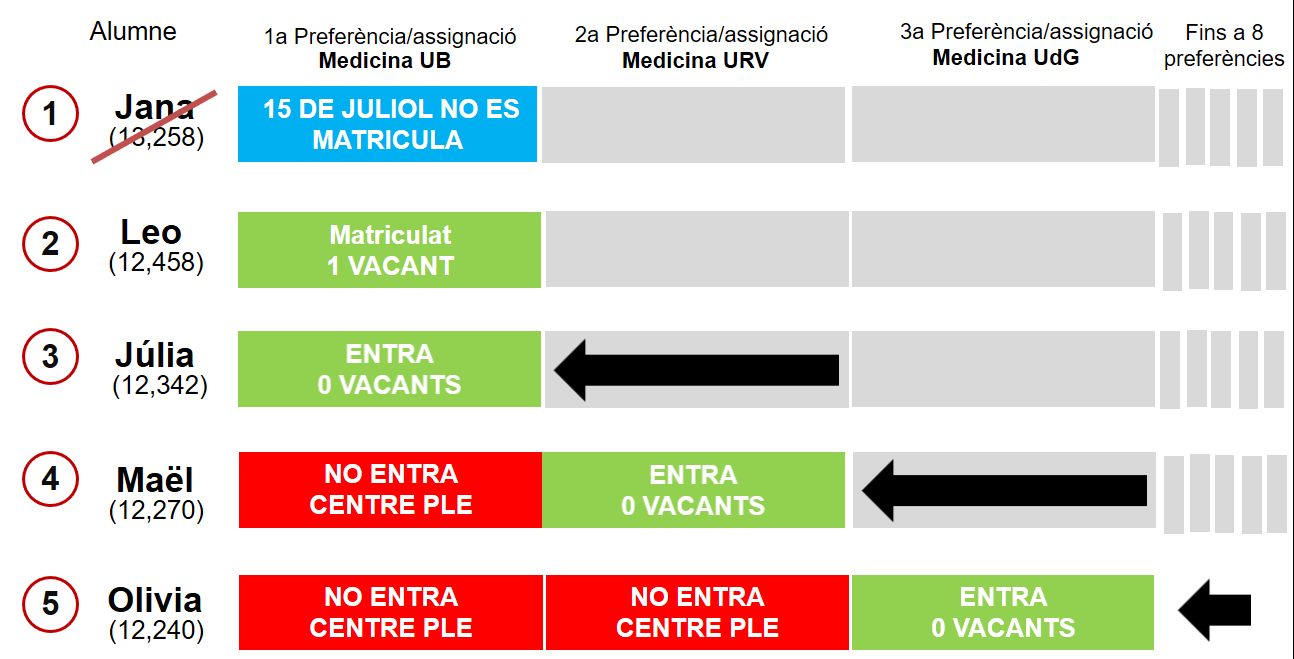 Alumne
1a Preferència/assignació
Medicina UB
2a Preferència/assignació
Medicina URV
3a Preferència/assignació
Medicina UdG
Fins a 8
preferències
1
Jana
(13,258)
15 DE JULIOL NO ES
MATRICULA
2
Leo
(12,458)
Matriculat
1 VACANT
3
Júlia
(12,342)
ENTRA
0 VACANTS
4
Maël
(12,270)
NO ENTRA
CENTRE PLE
ENTRA
0 VACANTS
5
Olivia
(12,240)
NO ENTRA
CENTRE PLE
NO ENTRA
CENTRE PLE
ENTRA
0 VACANTS